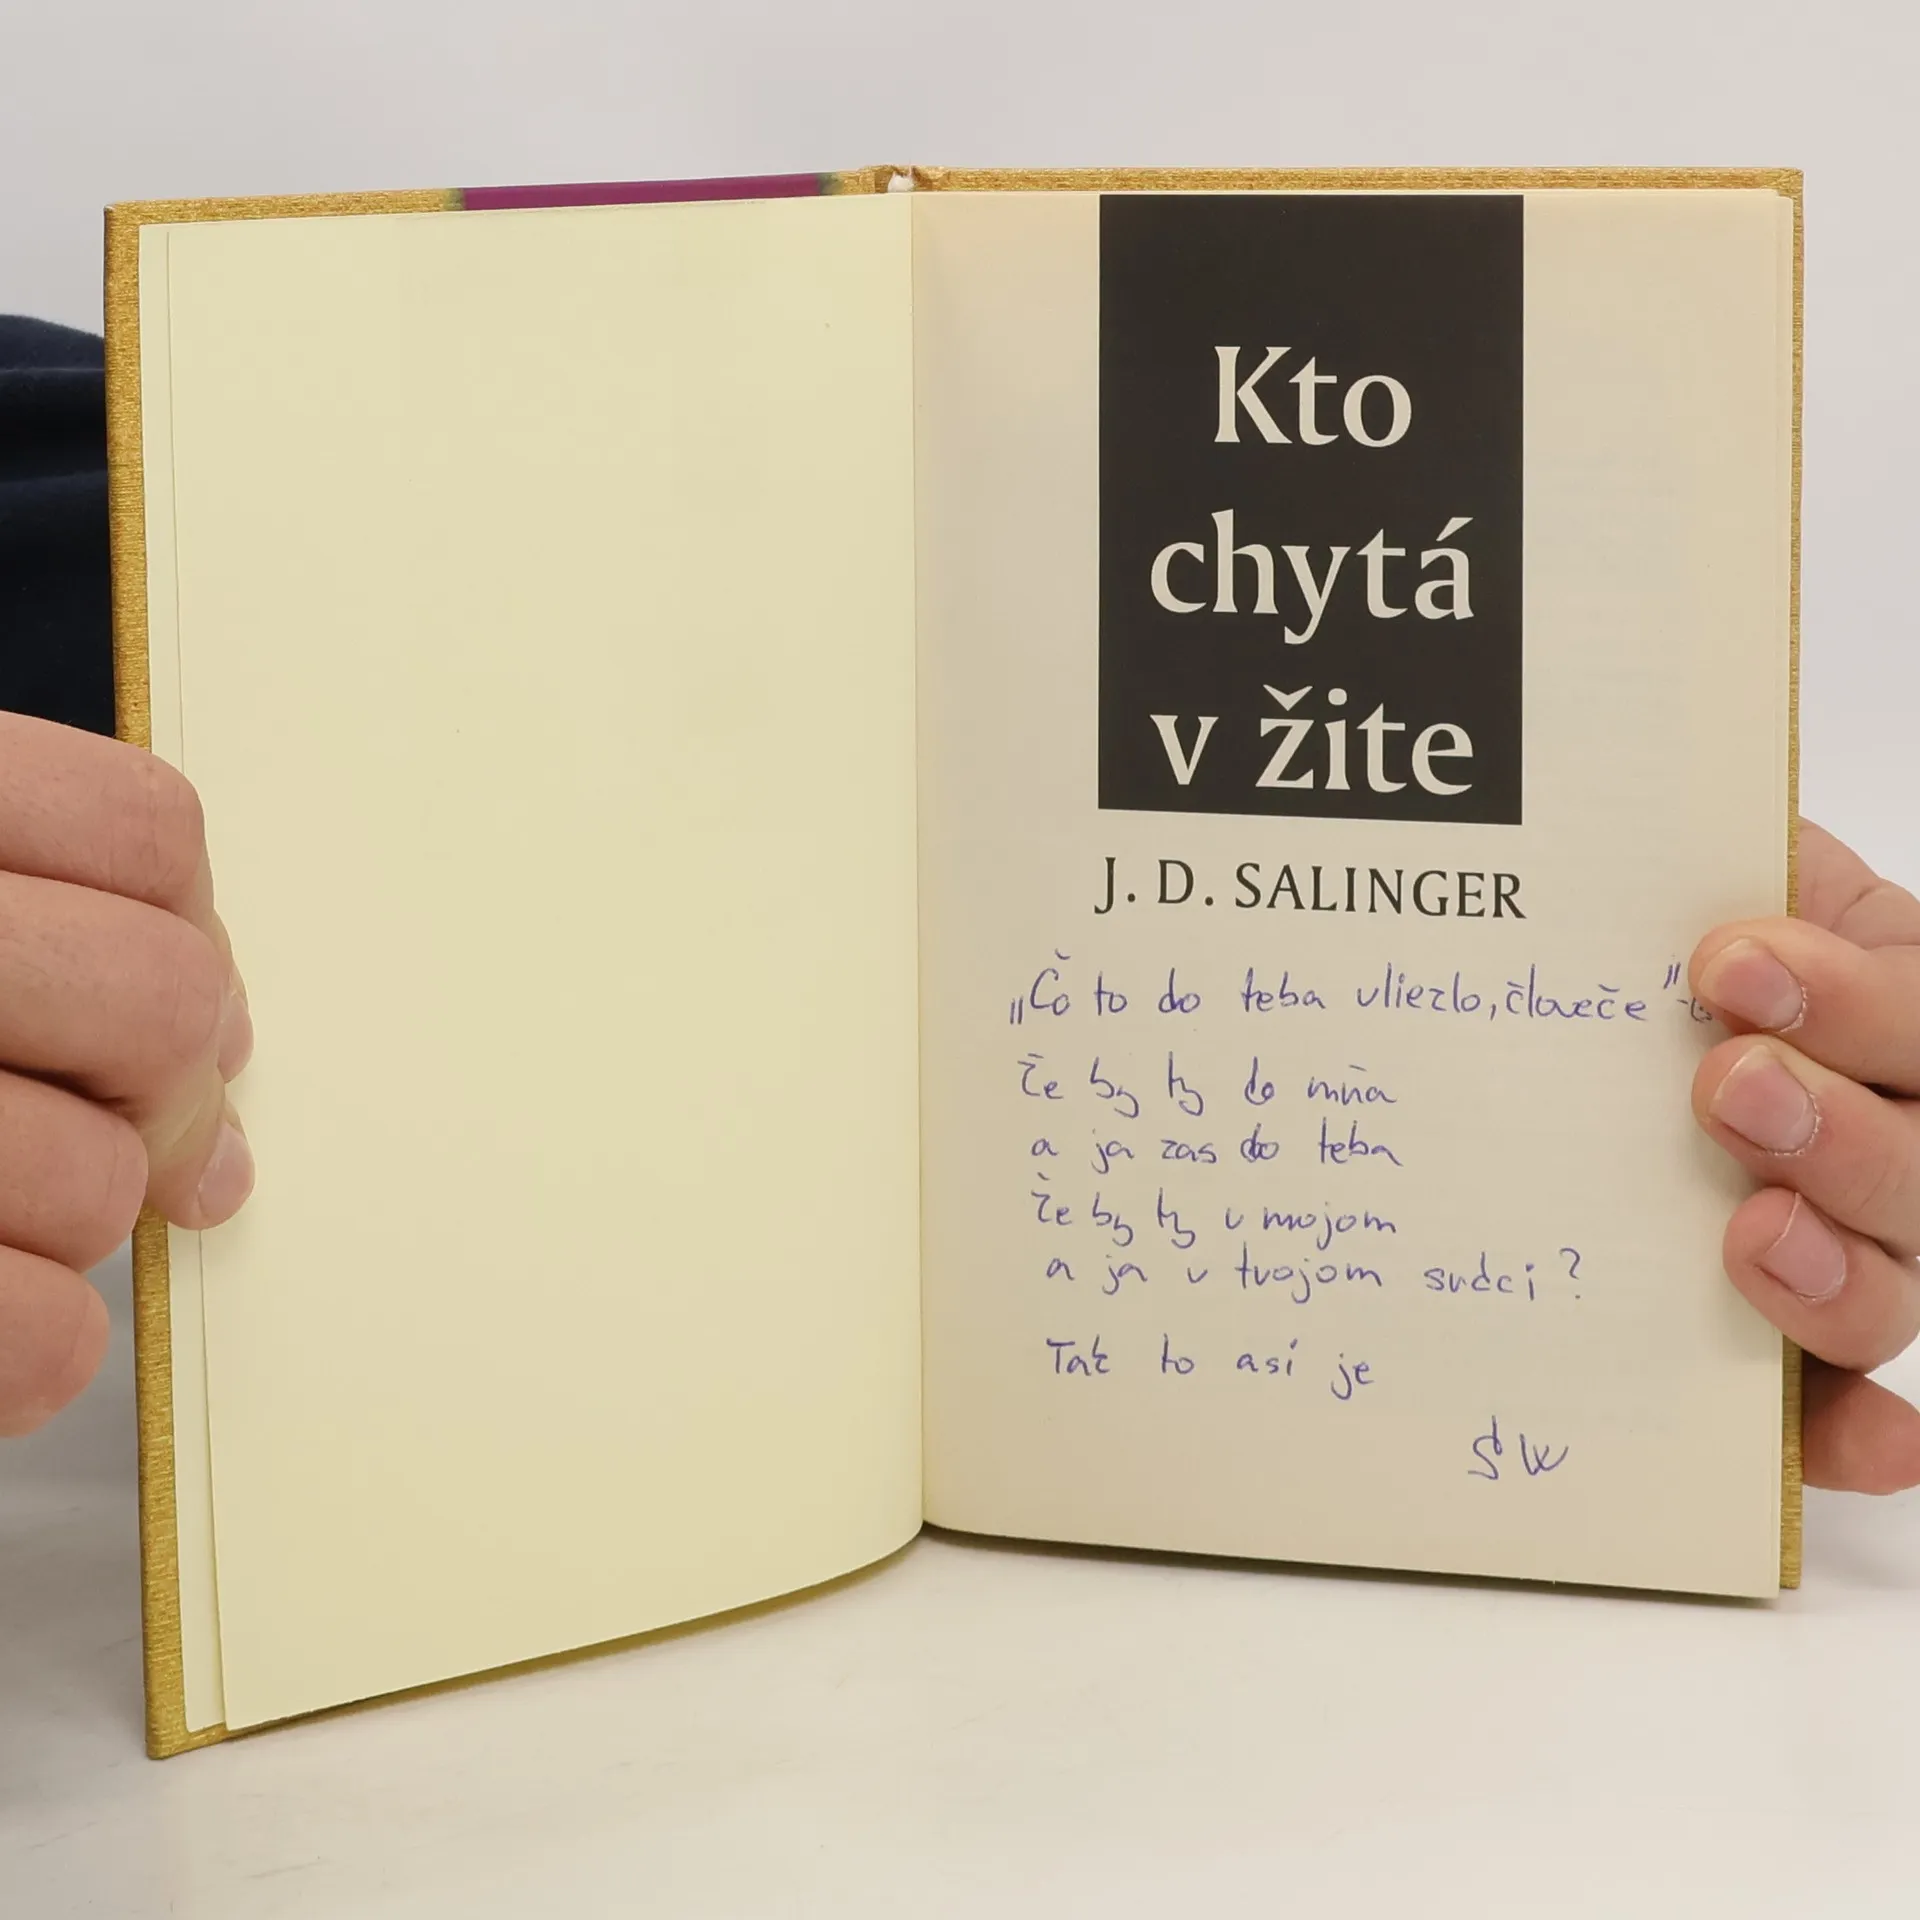 Kto
chytá
v žite
J. D. SALINGER
„Čo to do teba vliezlo, človeče"
Že by ty do mňa
a ja zas do teba
Že by ty v mojom
a ja v tvojom srdci?
Tak to asi je
SW